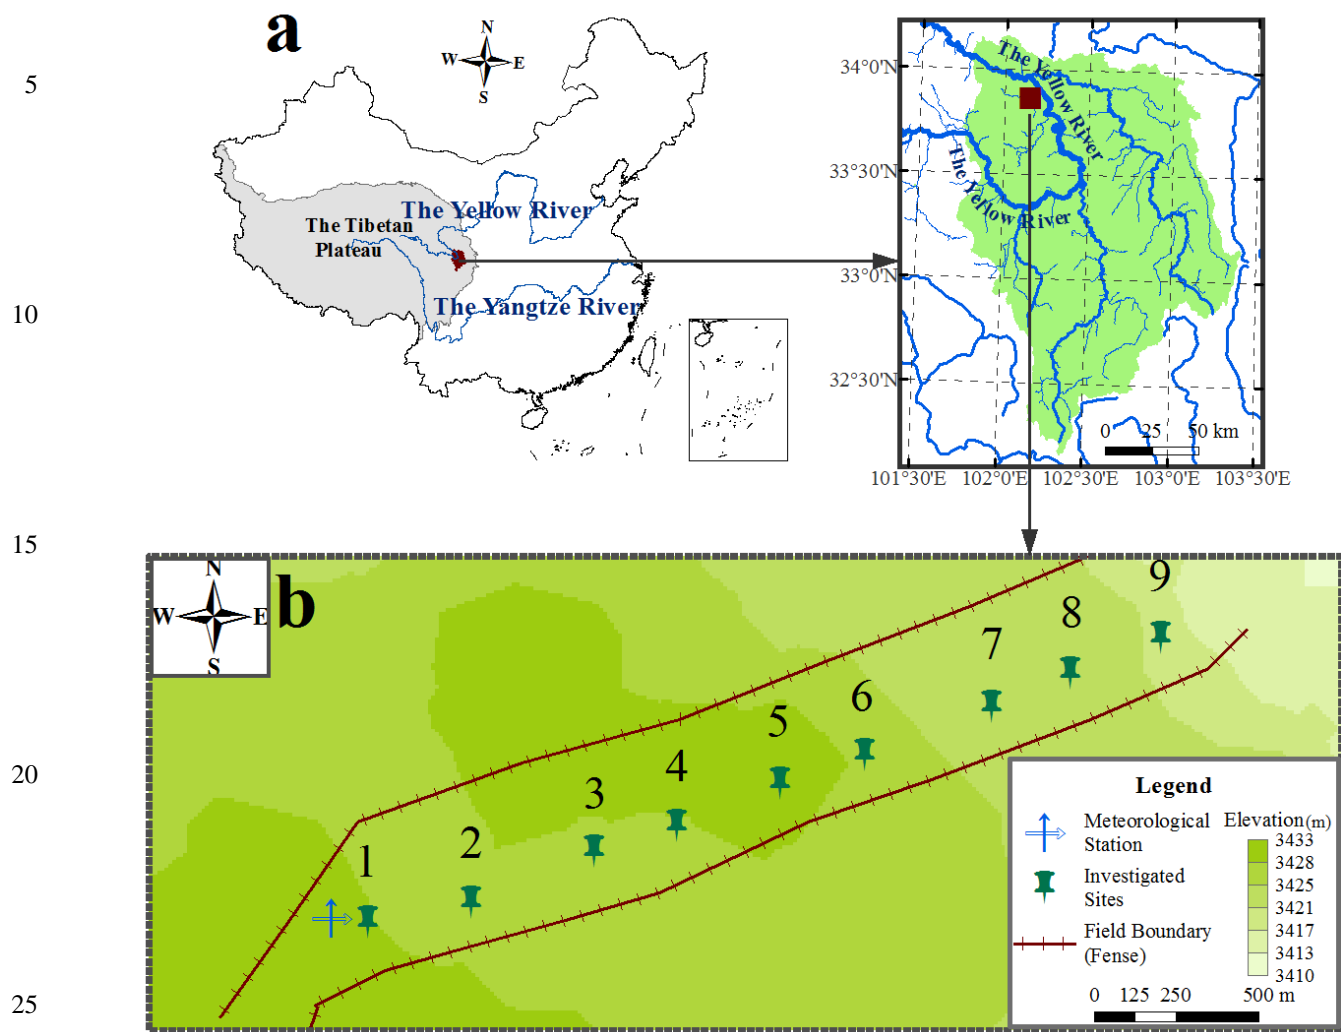 a
N
W
E
S
The Tibetan
Plateau
The Yellow River
The Yangtze River
34°0'N
33°30'N
33°0'N
32°30'N
The Yellow River
The Yellow River
0 25 50 km
101°30'E 102°0'E 102°30'E 103°0'E 103°30'E
5
10
15
20
25
b
N
W
E
S
1
2
3
4
5
6
7
8
9
Legend
Meteorological
Station
Investigated
Sites
Field Boundary
(Fense)
Elevation(m)
3433
3428
3425
3421
3417
3413
3410
0 125 250 500 m